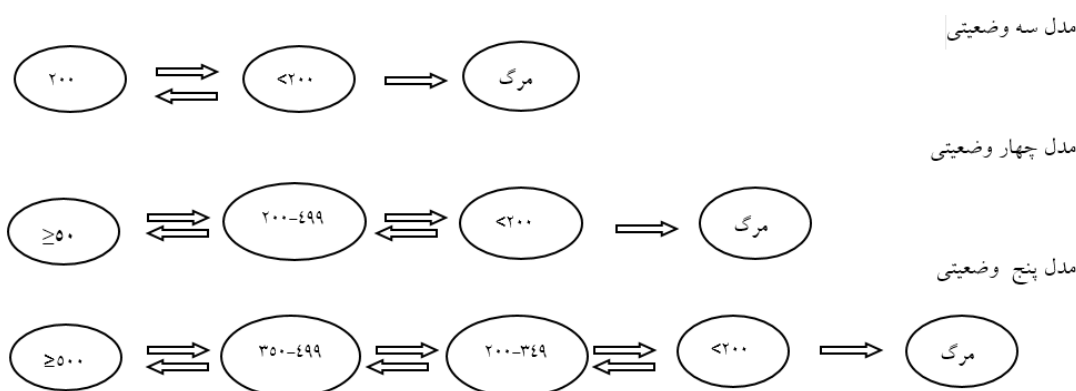 مدل سه وضعیتی
۲۰۰
<۲۰۰
مرگ
مدل چهار وضعیتی
≥۵۰
۲۰۰-٤۹۹
<۲۰۰
مرگ
مدل پنج وضعیتی
≥۵۰۰
۳۵۰-٤۹۹
۲۰۰-۳٤۹
<۲۰۰
مرگ